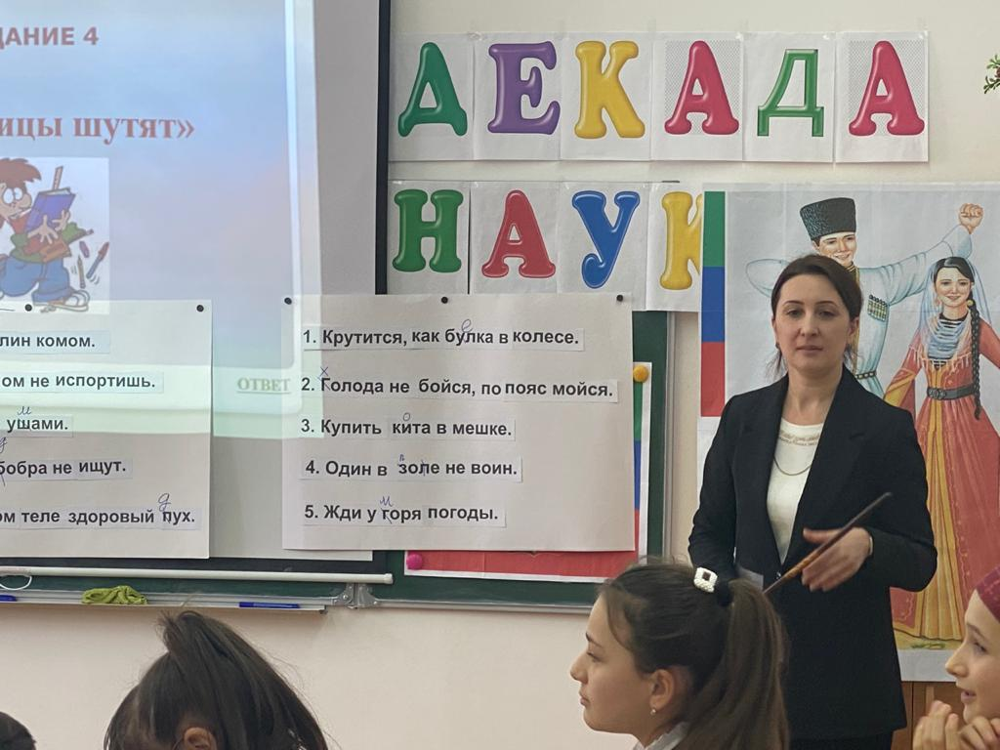 ДАНИЕ 4
ицы шутят»
ДЕКАДА
НАУК
лин комом.
ом не испортишь.
м
ушами.
д
бобра не ищут.
д
ом теле здоровый пух.
ОТВЕТ
е
1. Крутится, как булка в колесе.
х
2. Голода не бойся, по пояс мойся.
о
3. Купить кита в мешке.
п
4. Один в золе не воин.
м
5. Жди у горя погоды.